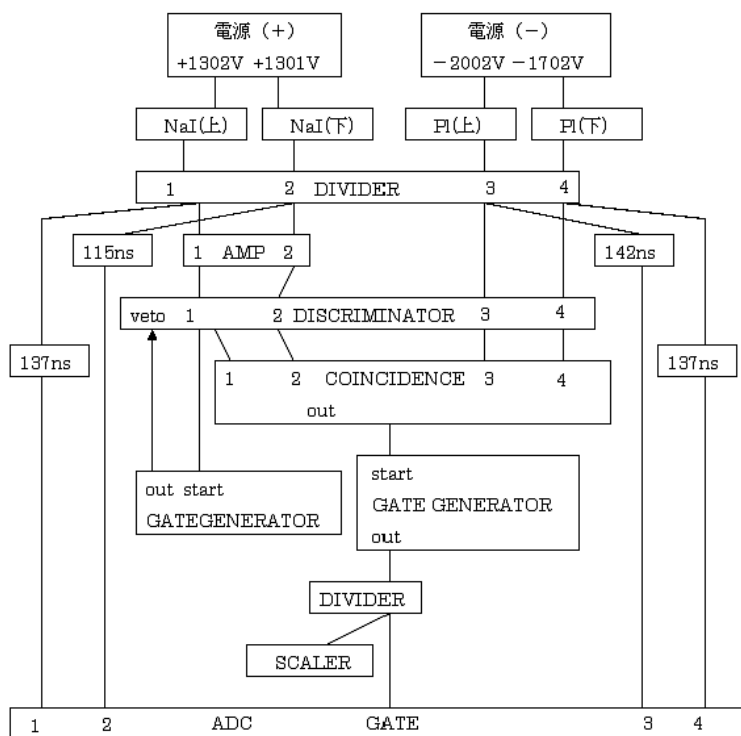 電源（+） 電源（−）
+1302V +1301V −2002V −1702V
NaI(上) NaI(下) Pl(上) Pl(下)
1 2 DIVIDER 3 4
115ns 1 AMP 2 142ns
veto 1 2 DISCRIMINATOR 3 4
137ns 137ns
1 2 COINCIDENCE 3 4
out
out start
GATEGENERATOR
start
GATE GENERATOR
out
DIVIDER
SCALER
1 2 ADC GATE 3 4